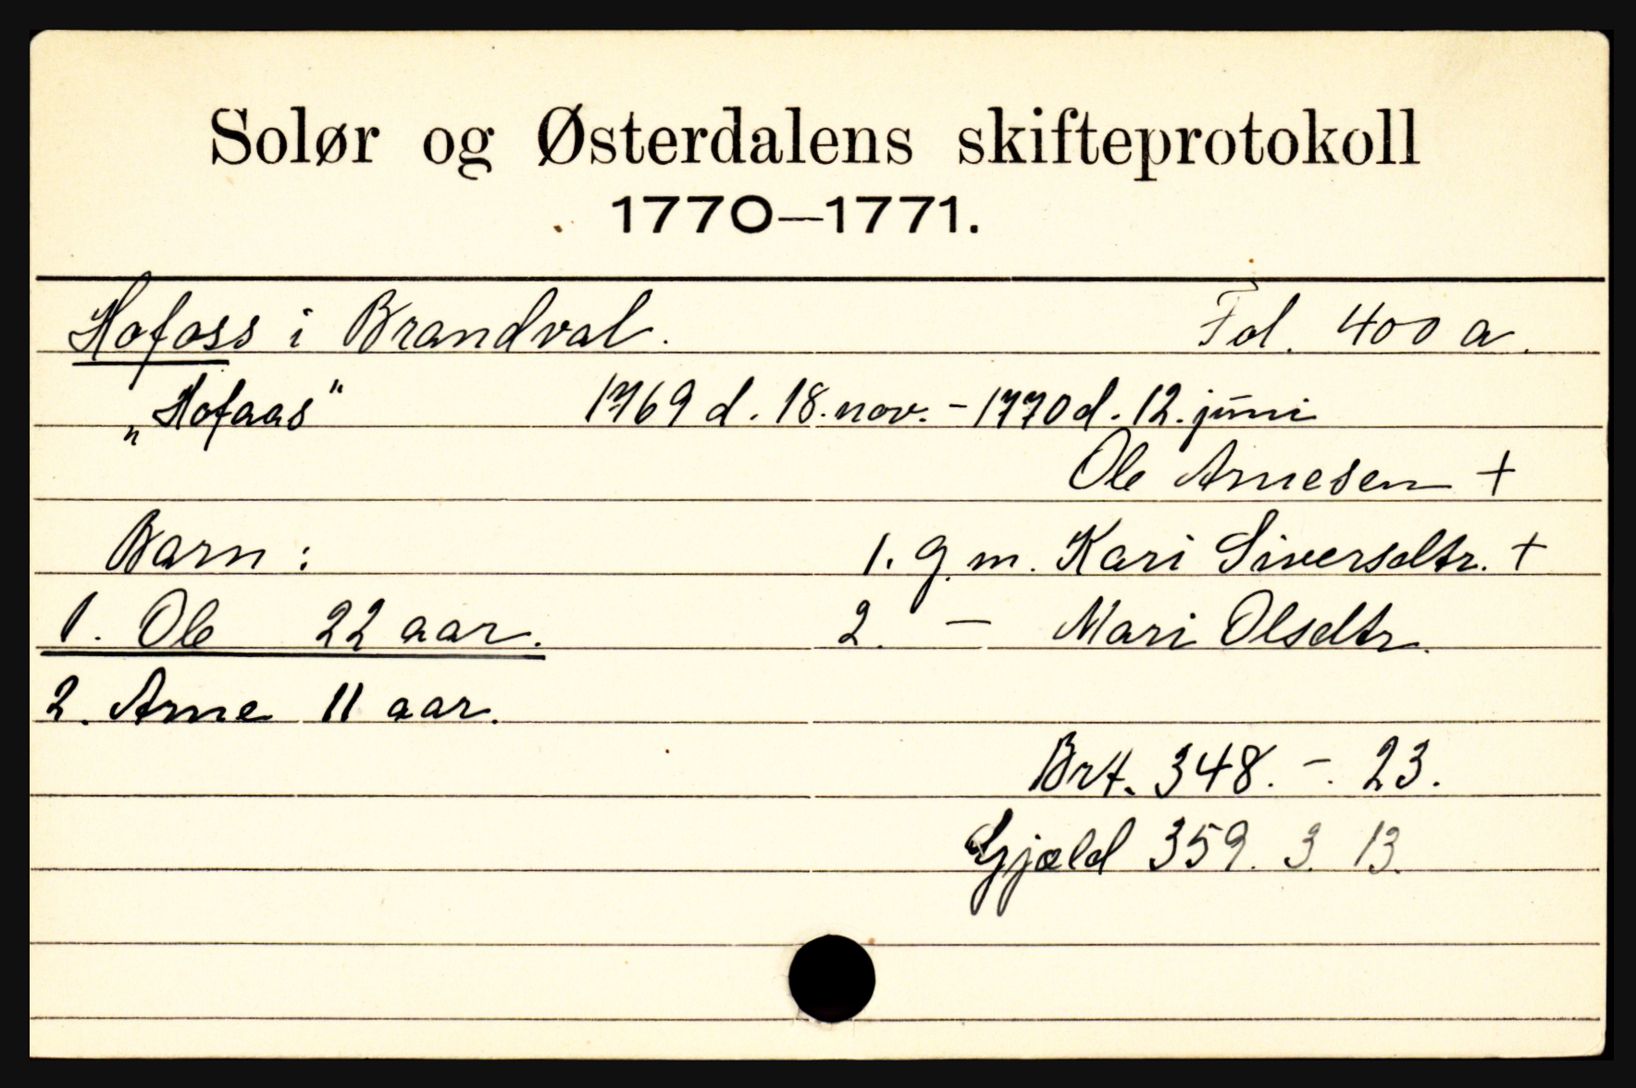 Solør og Østerdalens skifteprotokoll
1770—1771.
Hofoss i Brandval. Fol. 400 a.
„Hofaas" 1769 d. 18. nov. - 1770 d. 12. juni
Ole Arnesen +
Barn: 1. g. m. Kari Siversdtr. +
1. Ole 22 aar. 2. — Mari Olsdtr.
2. Arne 11 aar.
Brt. 348. -. 23.
Gjæld 359. 3. 13.